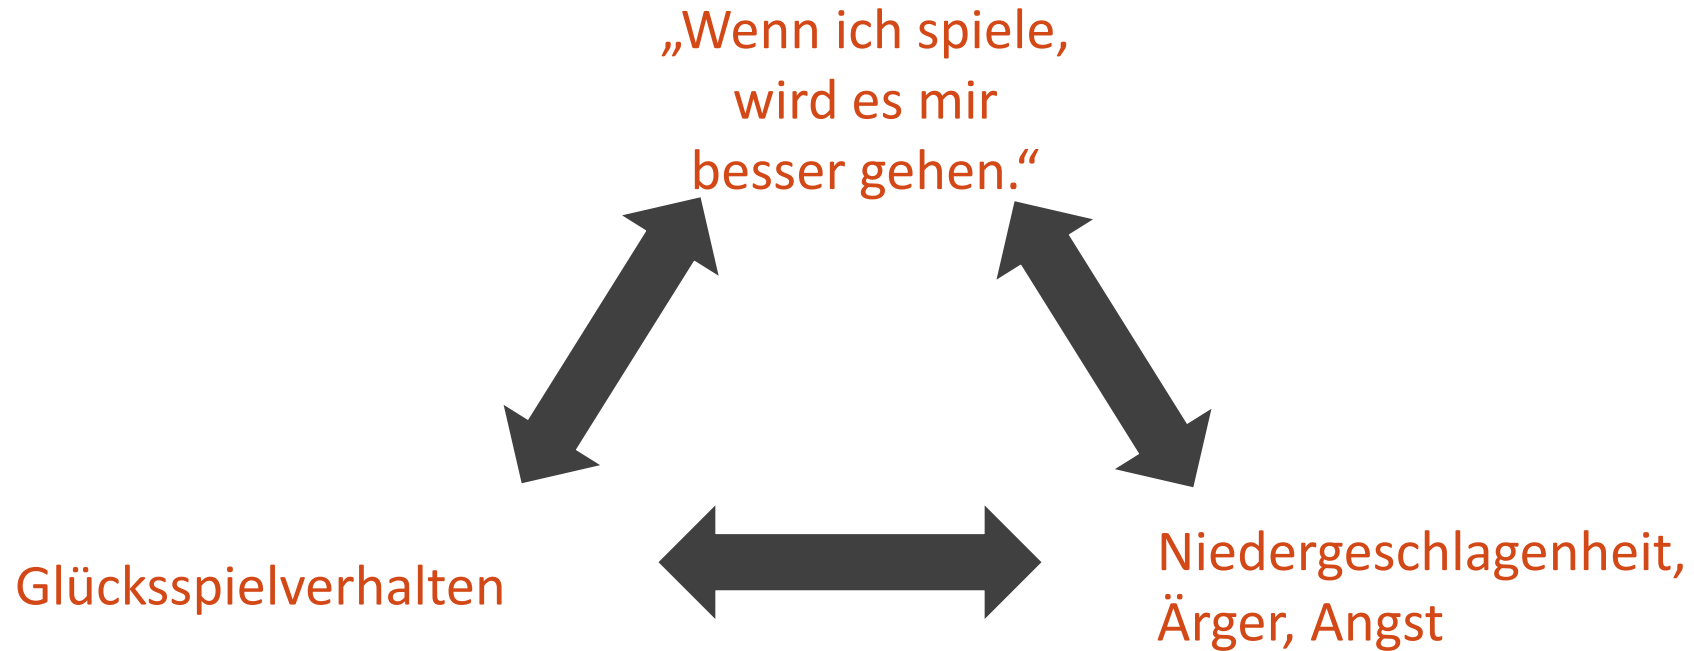 „Wenn ich spiele,
wird es mir
besser gehen.“
Glücksspielverhalten
Niedergeschlagenheit,
Ärger, Angst